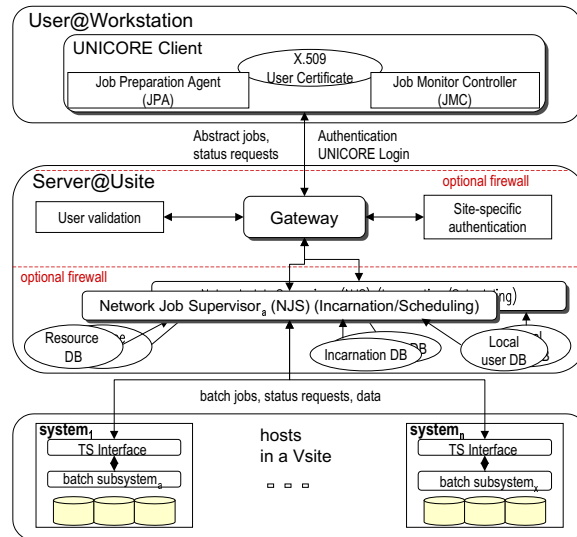 User@Workstation
UNICORE Client
X.509
User Certificate
Job Preparation Agent
(JPA)
Job Monitor Controller
(JMC)
Abstract jobs,
status requests
Authentication
UNICORE Login
Server@Usite
optional firewall
User validation
Gateway
Site-specific
authentication
optional firewall
Network Job Supervisorₐ (NJS) (Incarnation/Scheduling)
Resource
DB
Incarnation DB
DB
Local
user DB
batch jobs, status requests, data
system₁
TS Interface
batch subsystemₐ
hosts
in a Vsite
systemₙ
TS Interface
batch subsystemₓ